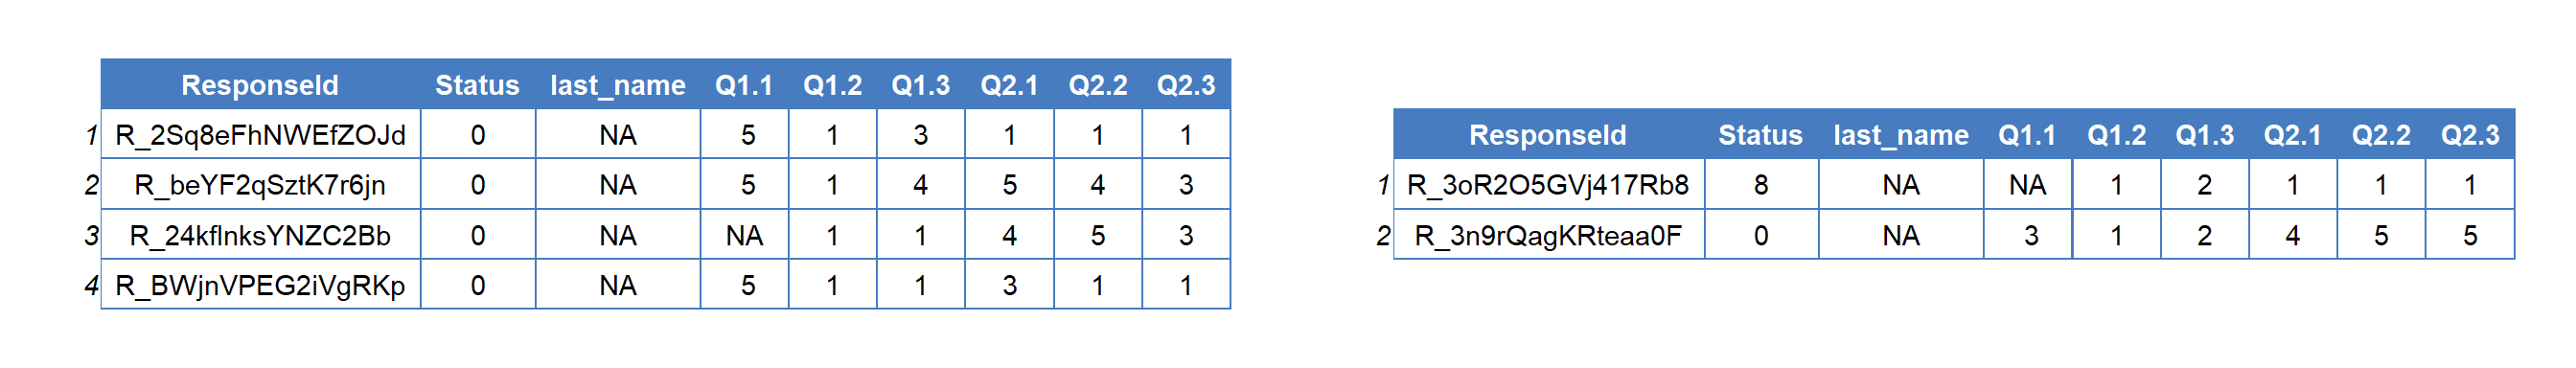 ResponseId Status last_name Q1.1 Q1.2 Q1.3 Q2.1 Q2.2 Q2.3
1 R_2Sq8eFhNWEfZOJd 0 NA 5 1 3 1 1 1
2 R_beYF2qSztK7r6jn 0 NA 5 1 4 5 4 3
3 R_24kflnksYNZC2Bb 0 NA NA 1 1 4 5 3
4 R_BWjnVPEG2iVgRKp 0 NA 5 1 1 3 1 1
ResponseId Status last_name Q1.1 Q1.2 Q1.3 Q2.1 Q2.2 Q2.3
1 R_3oR2O5GVj417Rb8 8 NA NA 1 2 1 1 1
2 R_3n9rQagKRteaa0F 0 NA 3 1 2 4 5 5